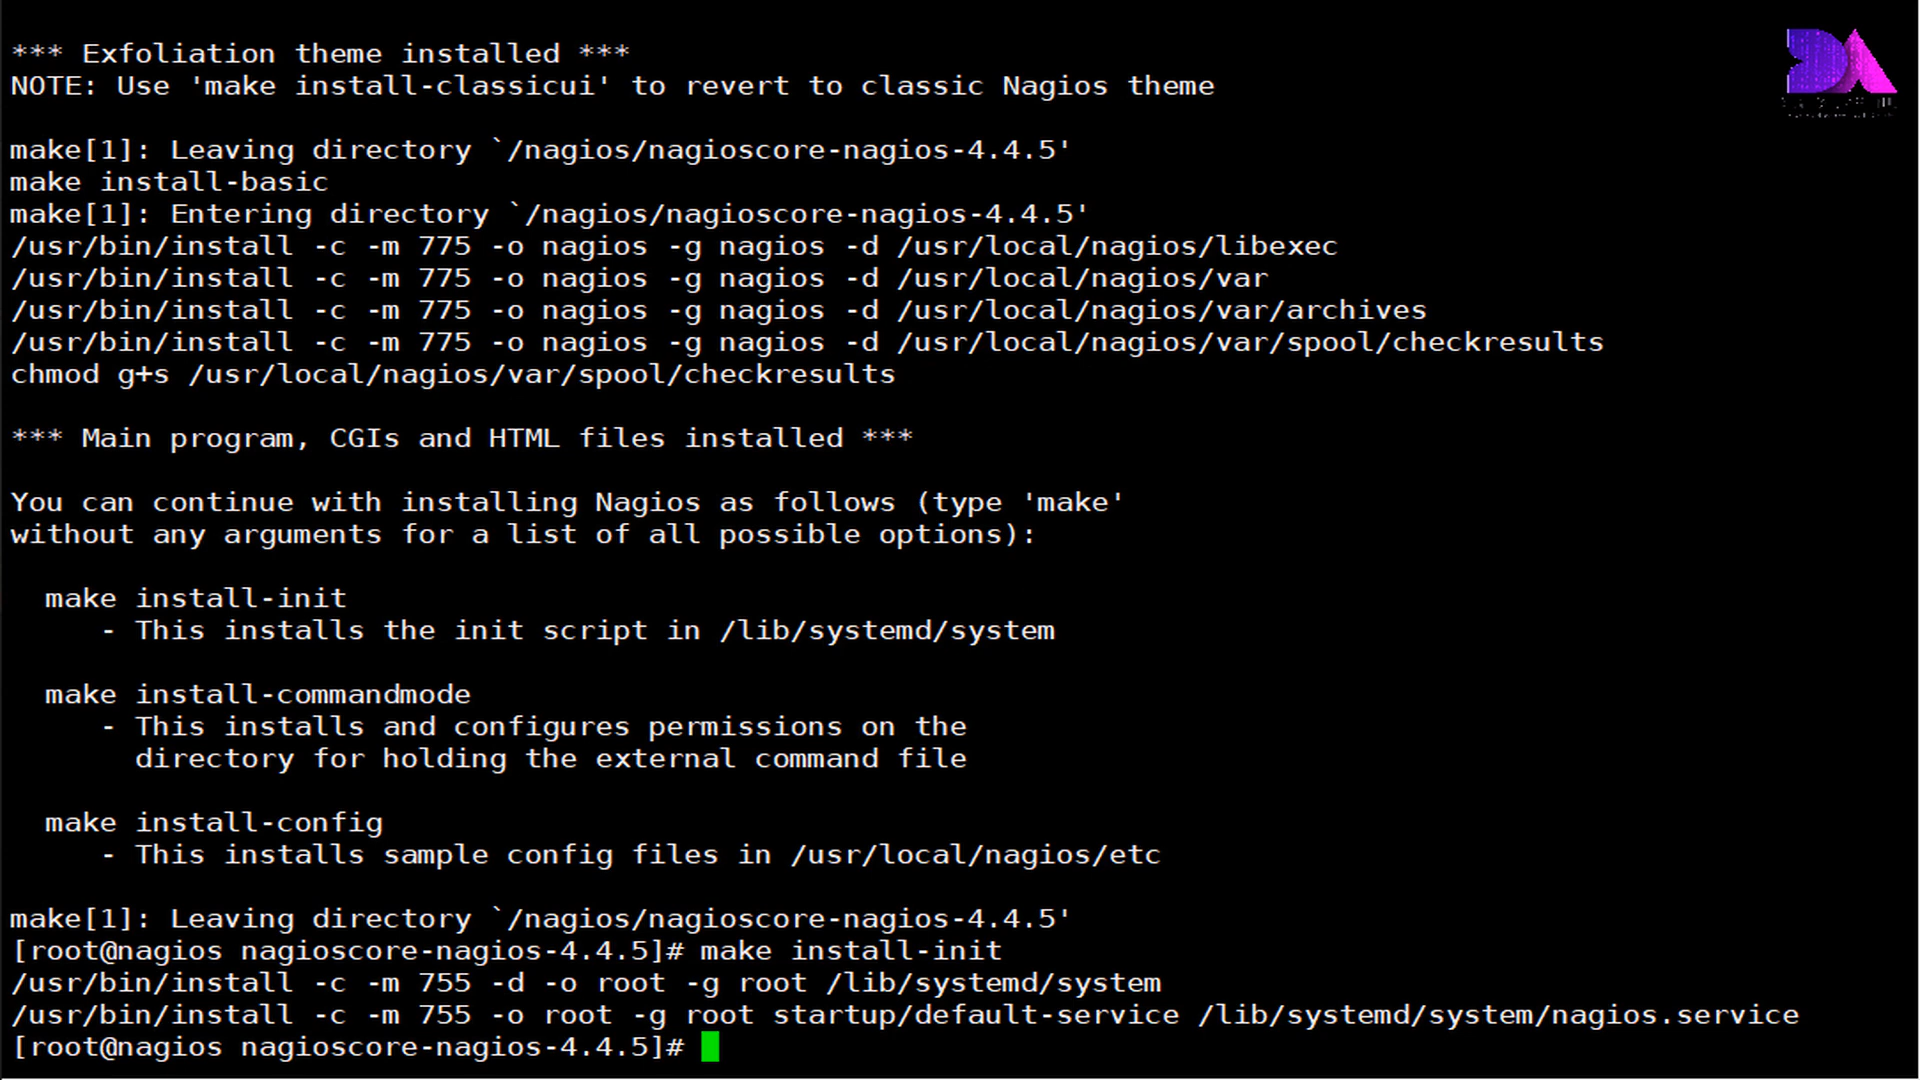 *** Exfoliation theme installed ***
NOTE: Use 'make install-classicui' to revert to classic Nagios theme
make[1]: Leaving directory `/nagios/nagioscore-nagios-4.4.5'
make install-basic
make[1]: Entering directory `/nagios/nagioscore-nagios-4.4.5'
/usr/bin/install -c -m 775 -o nagios -g nagios -d /usr/local/nagios/libexec
/usr/bin/install -c -m 775 -o nagios -g nagios -d /usr/local/nagios/var
/usr/bin/install -c -m 775 -o nagios -g nagios -d /usr/local/nagios/var/archives
/usr/bin/install -c -m 775 -o nagios -g nagios -d /usr/local/nagios/var/spool/checkresults
chmod g+s /usr/local/nagios/var/spool/checkresults
*** Main program, CGIs and HTML files installed ***
You can continue with installing Nagios as follows (type 'make'
without any arguments for a list of all possible options):
make install-init
- This installs the init script in /lib/systemd/system
make install-commandmode
- This installs and configures permissions on the
directory for holding the external command file
make install-config
- This installs sample config files in /usr/local/nagios/etc
make[1]: Leaving directory `/nagios/nagioscore-nagios-4.4.5'
[root@nagios nagioscore-nagios-4.4.5]# make install-init
/usr/bin/install -c -m 755 -d -o root -g root /lib/systemd/system
/usr/bin/install -c -m 755 -o root -g root startup/default-service /lib/systemd/system/nagios.service
[root@nagios nagioscore-nagios-4.4.5]#